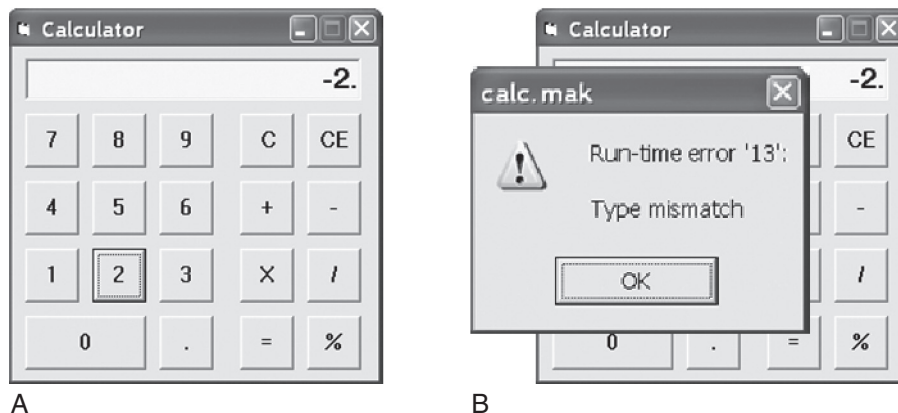 Calculator
-2.
7 8 9 C CE
4 5 6 + -
1 2 3 X /
0 . = %
A
Calculator
-2.
calc.mak
CE
Run-time error '13':
-
Type mismatch
/
OK
0 . = %
B